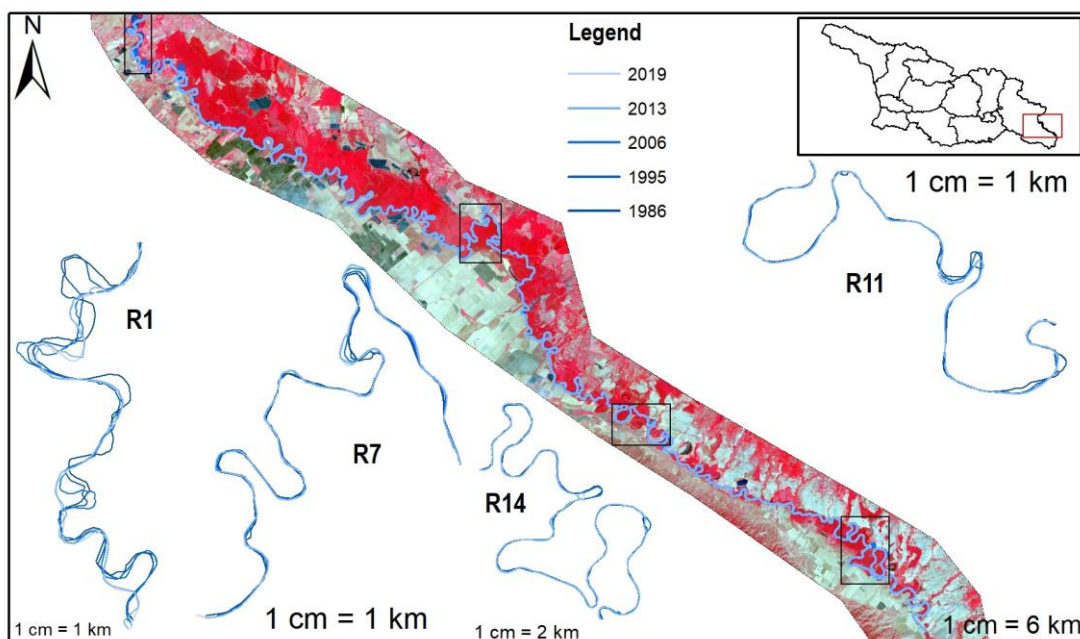 N
Legend
2019
2013
2006
1995
1986
1 cm = 1 km
R1
R7
R14
R11
1 cm = 1 km
1 cm = 1 km
1 cm = 2 km
1 cm = 6 km